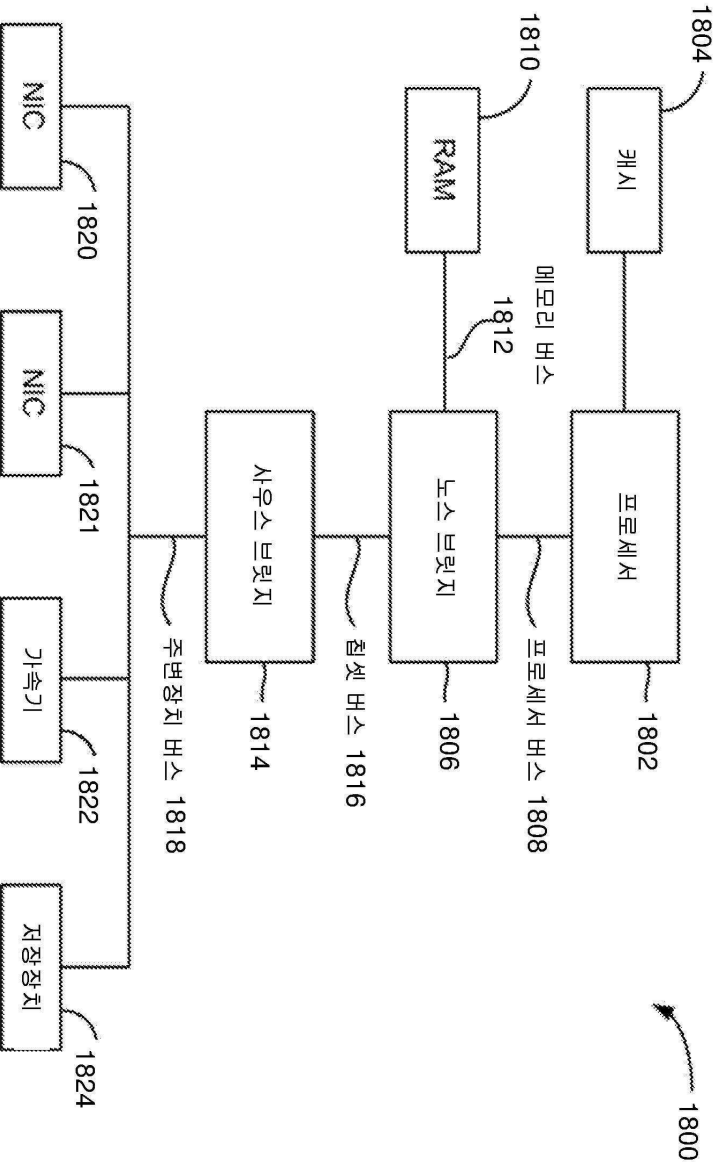 1800
1804
캐시
프로세서
1802
메모리 버스
1812
프로세서 버스 1808
1810
RAM
노스 브릿지
1806
칩셋 버스 1816
사우스 브릿지
1814
주변장치 버스 1818
NIC
1820
NIC
1821
가속기
1822
저장장치
1824